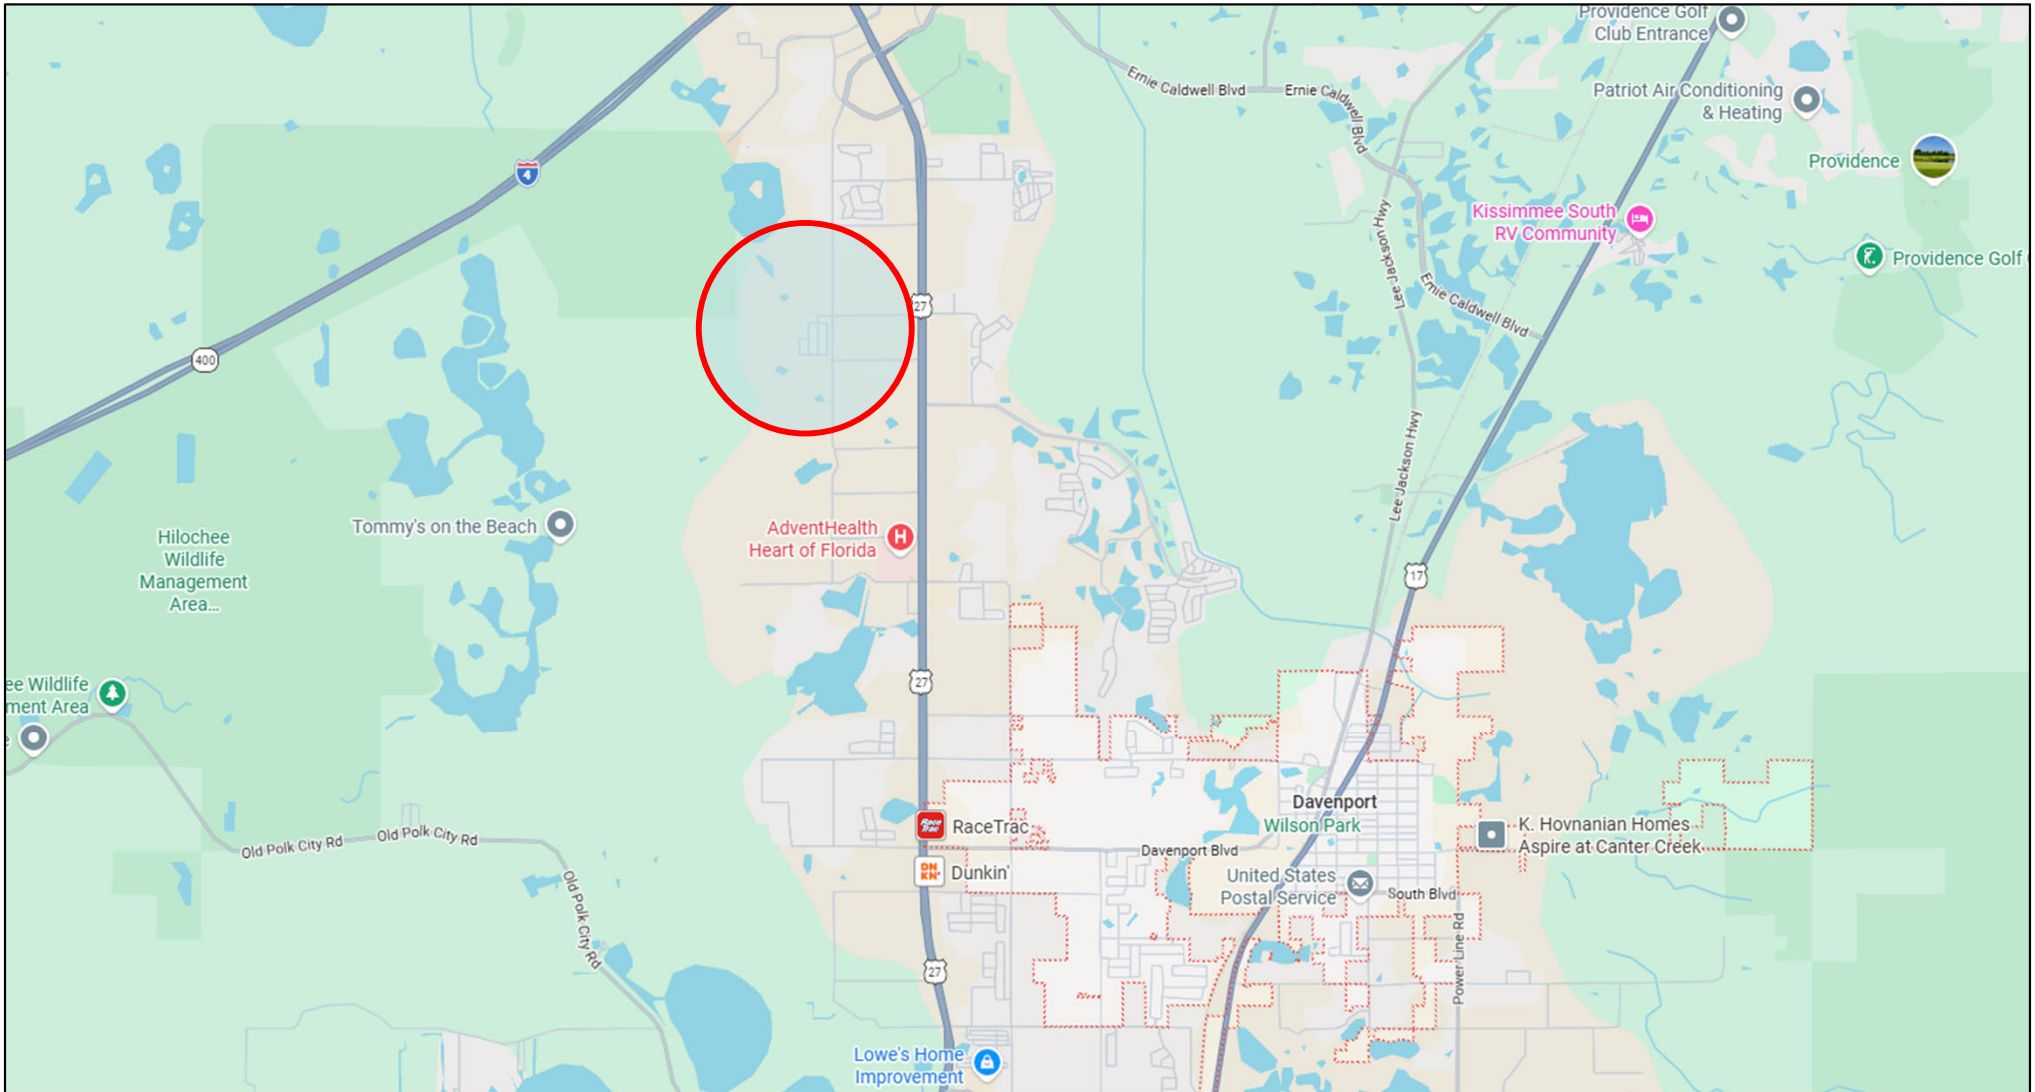 Providence Golf
Club Entrance
Ernie Caldwell Blvd
Ernie Caldwell Blvd
Patriot Air Conditioning
& Heating
Providence
4
Kissimmee South
RV Community
Lee Jackson Hwy
Providence Golf
Ernie Caldwell Blvd
27
400
Lee Jackson Hwy
Tommy's on the Beach
AdventHealth
Heart of Florida
H
Hilochee
Wildlife
Management
Area...
17
ee Wildlife
ment Area
27
Davenport
Wilson Park
Race
Trac
RaceTrac
K. Hovnanian Homes
Aspire at Canter Creek
Old Polk City Rd
Old Polk City Rd
Davenport Blvd
DN
KN'
Dunkin'
United States
Postal Service
South Blvd
Old Polk City Rd
Power Line Rd
27
Lowe's Home
Improvement